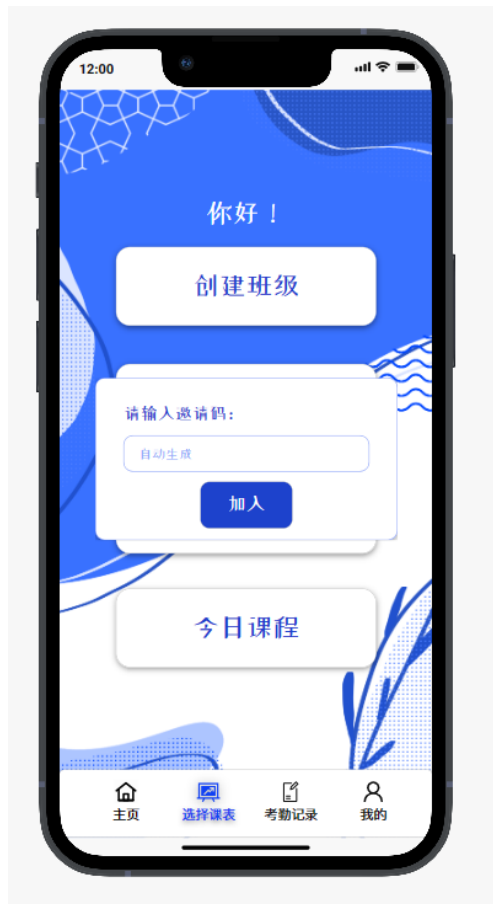 12:00
你好！
创建班级
请输入邀请码：
自动生成
加入
今日课程
主页
选择课表
考勤记录
我的